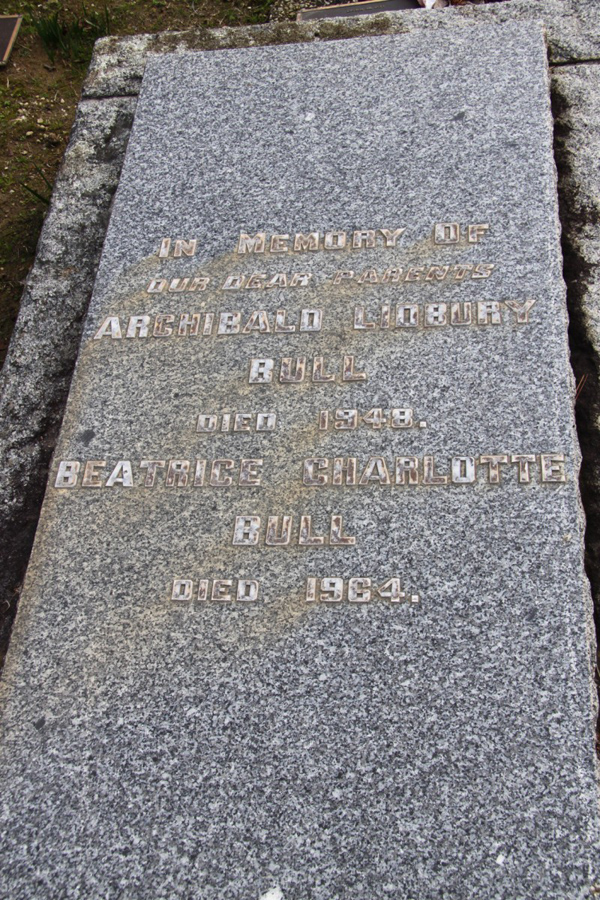 IN MEMORY OF
OUR DEAR PARENTS
ARCHIBALD LIDBURY
BULL
DIED 1948.
BEATRICE CHARLOTTE
BULL
DIED 1964.